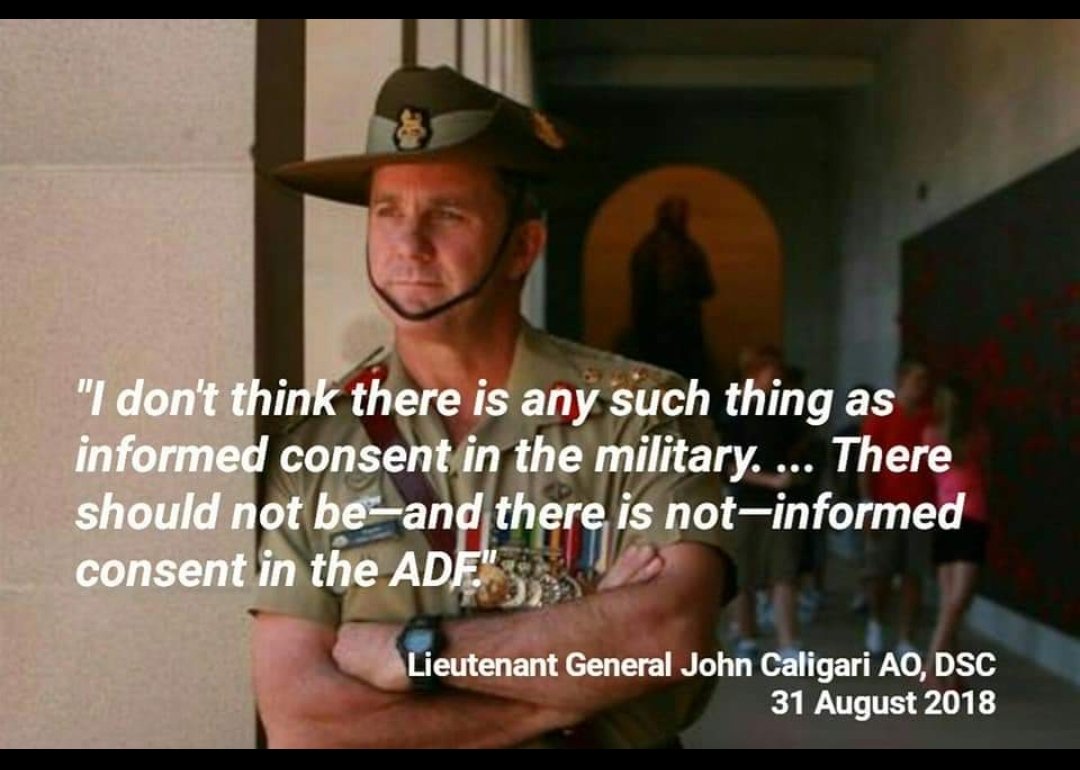 "I don't think there is any such thing as
informed consent in the military. ... There
should not be—and there is not—informed
consent in the ADF."
Lieutenant General John Caligari AO, DSC
31 August 2018